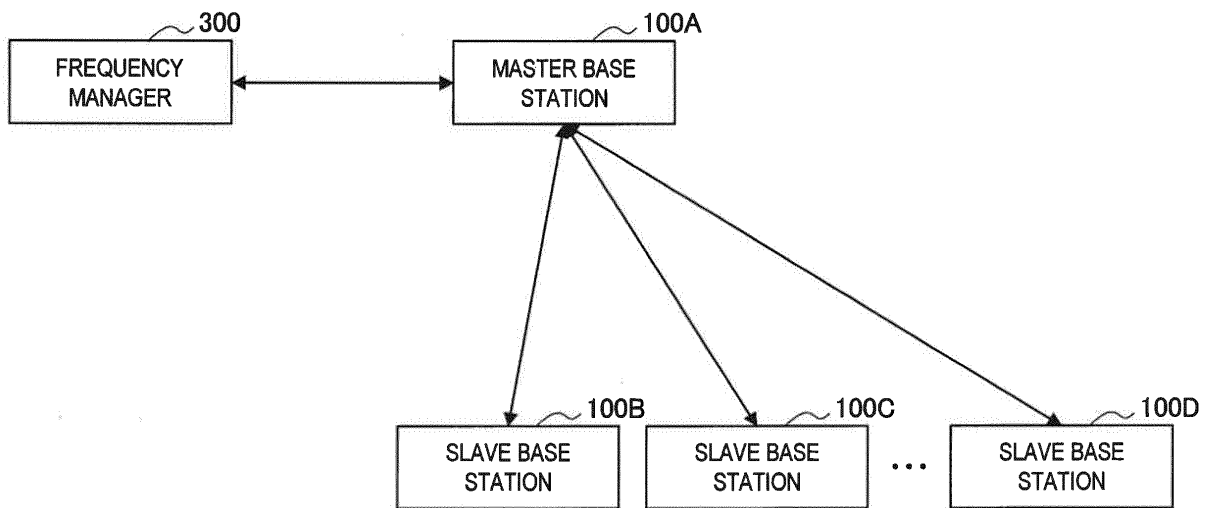 300
FREQUENCY
MANAGER
100A
MASTER BASE
STATION
100B
SLAVE BASE
STATION
100C
SLAVE BASE
STATION
...
100D
SLAVE BASE
STATION